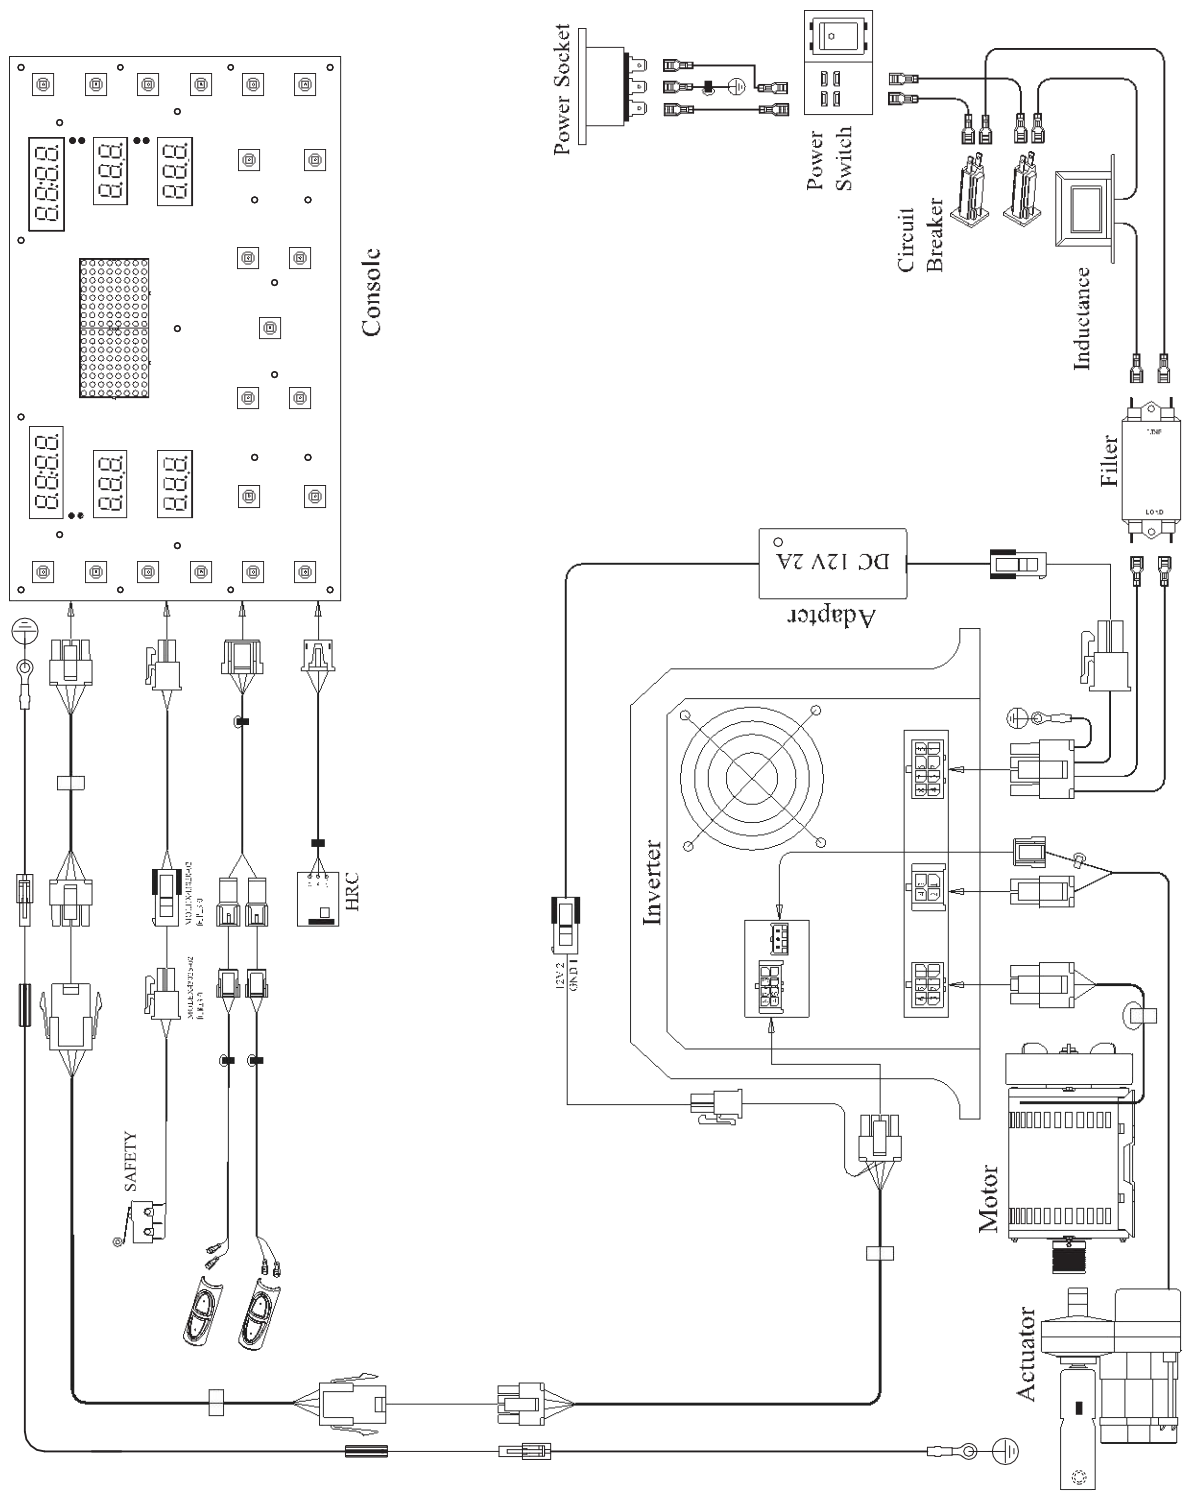 Power Socket
Power
Switch
Circuit
Breaker
Inductance
Console
Filter
LOAD
DC 12V 2A
Adapter
Inverter
HRC
12V 2
GND 1
SAFETY
Motor
Actuator